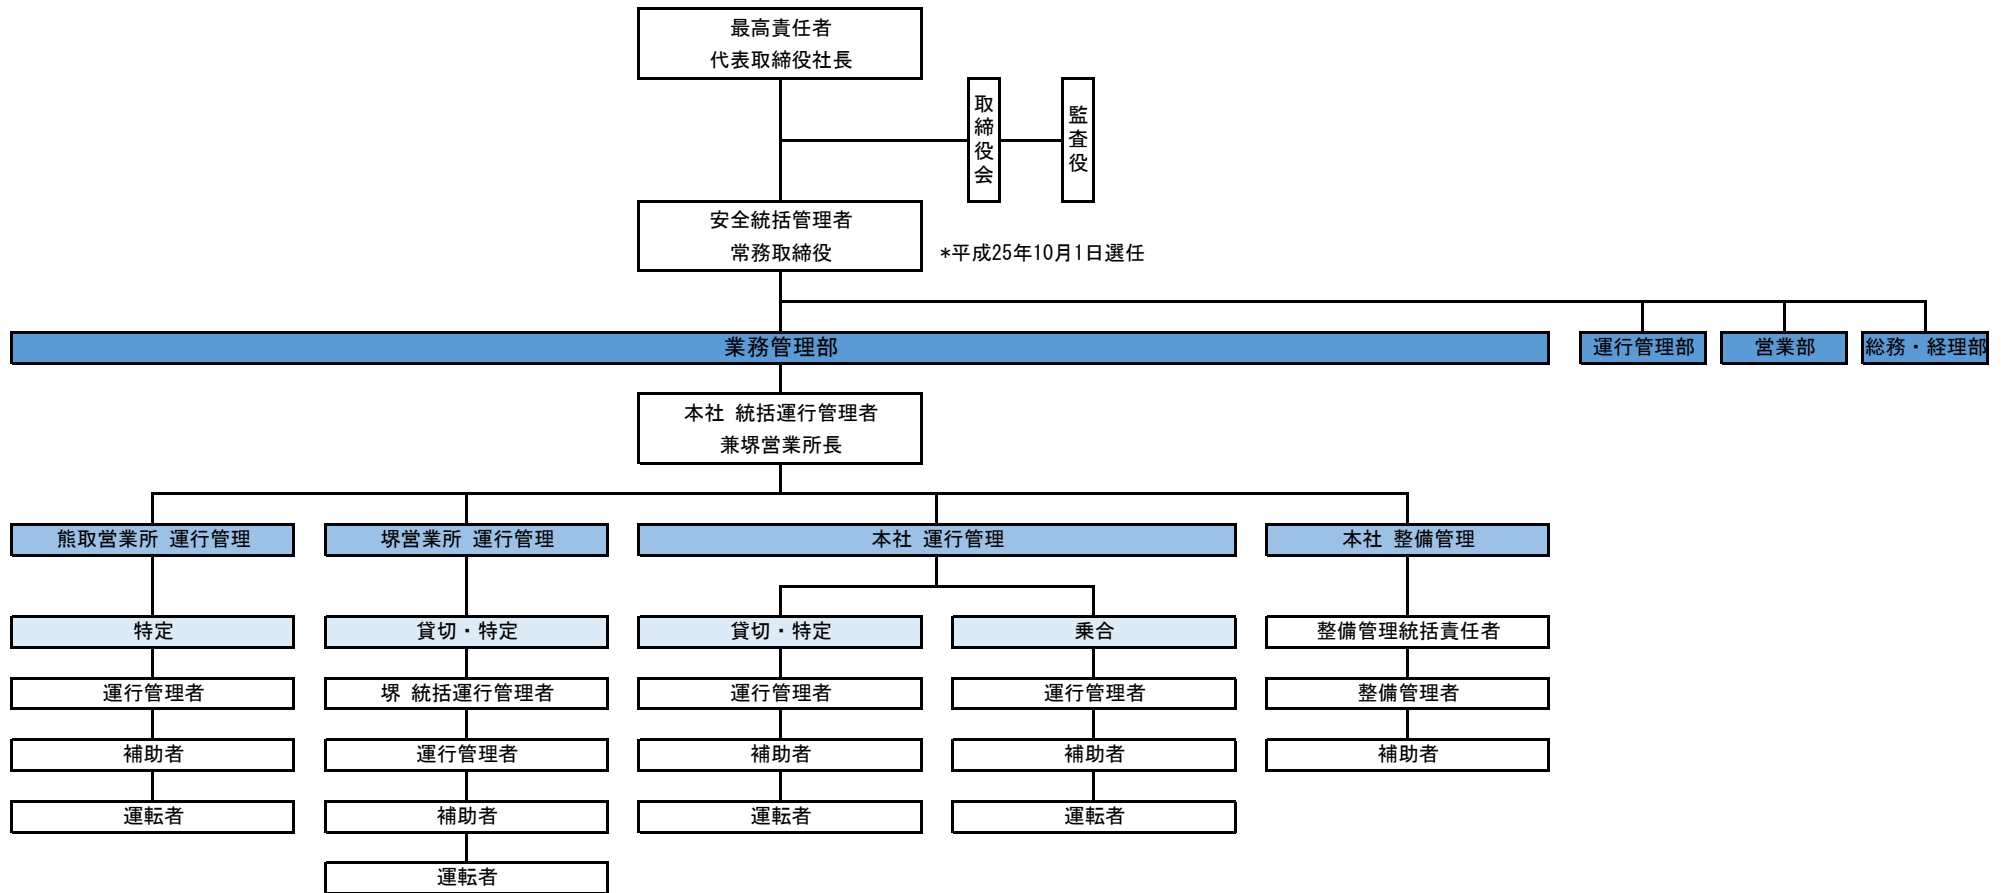 最高責任者
代表取締役社長
取締役会
監査役
安全統括管理者
常務取締役
*平成25年10月1日選任
業務管理部
運行管理部
営業部
総務・経理部
本社 統括運行管理者
兼堺営業所長
熊取営業所 運行管理
堺営業所 運行管理
本社 運行管理
本社 整備管理
特定
貸切・特定
貸切・特定
乗合
整備管理統括責任者
運行管理者
堺 統括運行管理者
運行管理者
運行管理者
整備管理者
補助者
運行管理者
補助者
補助者
補助者
運転者
補助者
運転者
運転者
運転者